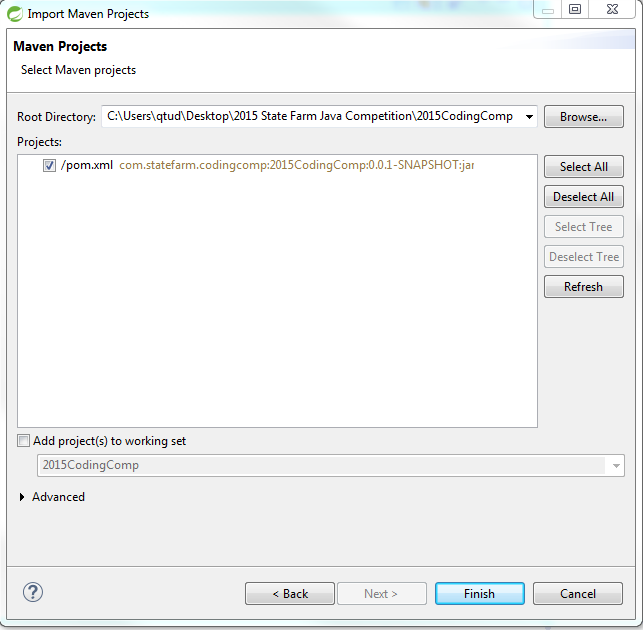 Import Maven Projects
Maven Projects
Select Maven projects
Root Directory: C:\Users\qtud\Desktop\2015 State Farm Java Competition\2015CodingComp Browse...
Projects:
/pom.xml com.statefarm.codingcomp:2015CodingComp:0.0.1-SNAPSHOT:jar
Select All
Deselect All
Select Tree
Deselect Tree
Refresh
Add project(s) to working set
2015CodingComp
Advanced
? < Back Next > Finish Cancel